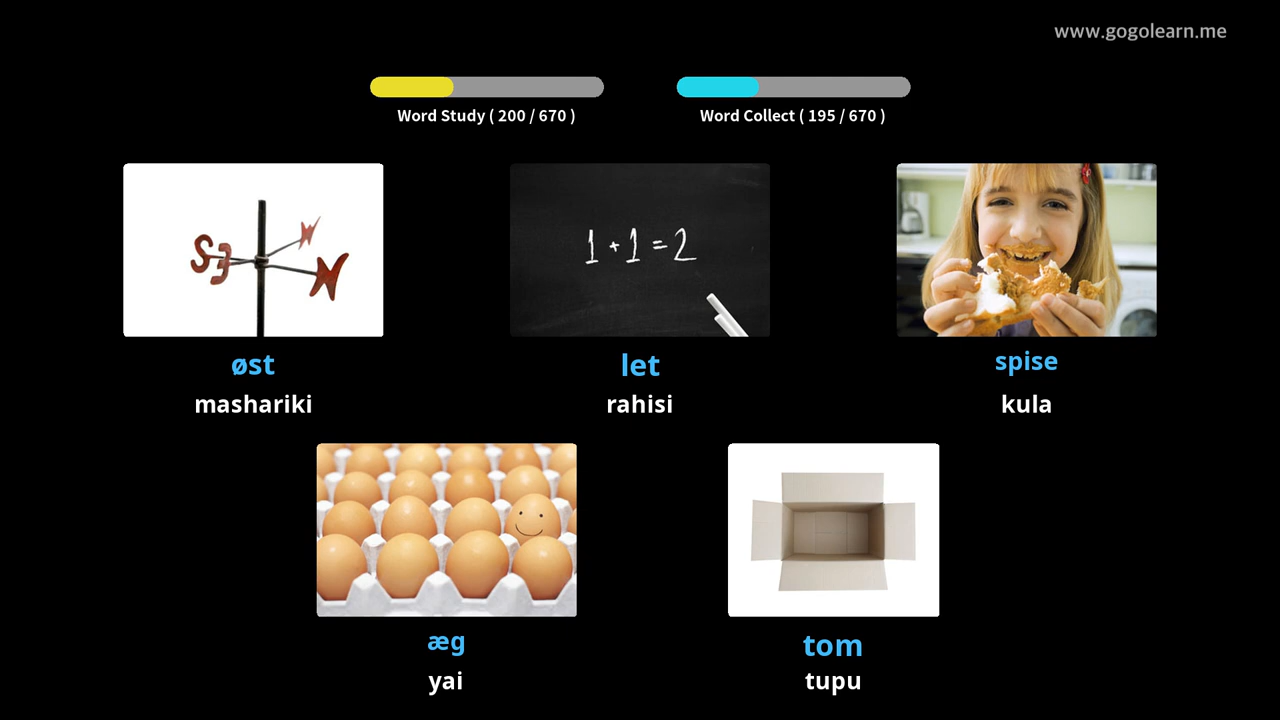 www.gogolearn.me
Word Study ( 200 / 670 )
Word Collect ( 195 / 670 )
S E N W
1 + 1 = 2
øst
let
spise
mashariki
rahisi
kula
æg
tom
yai
tupu